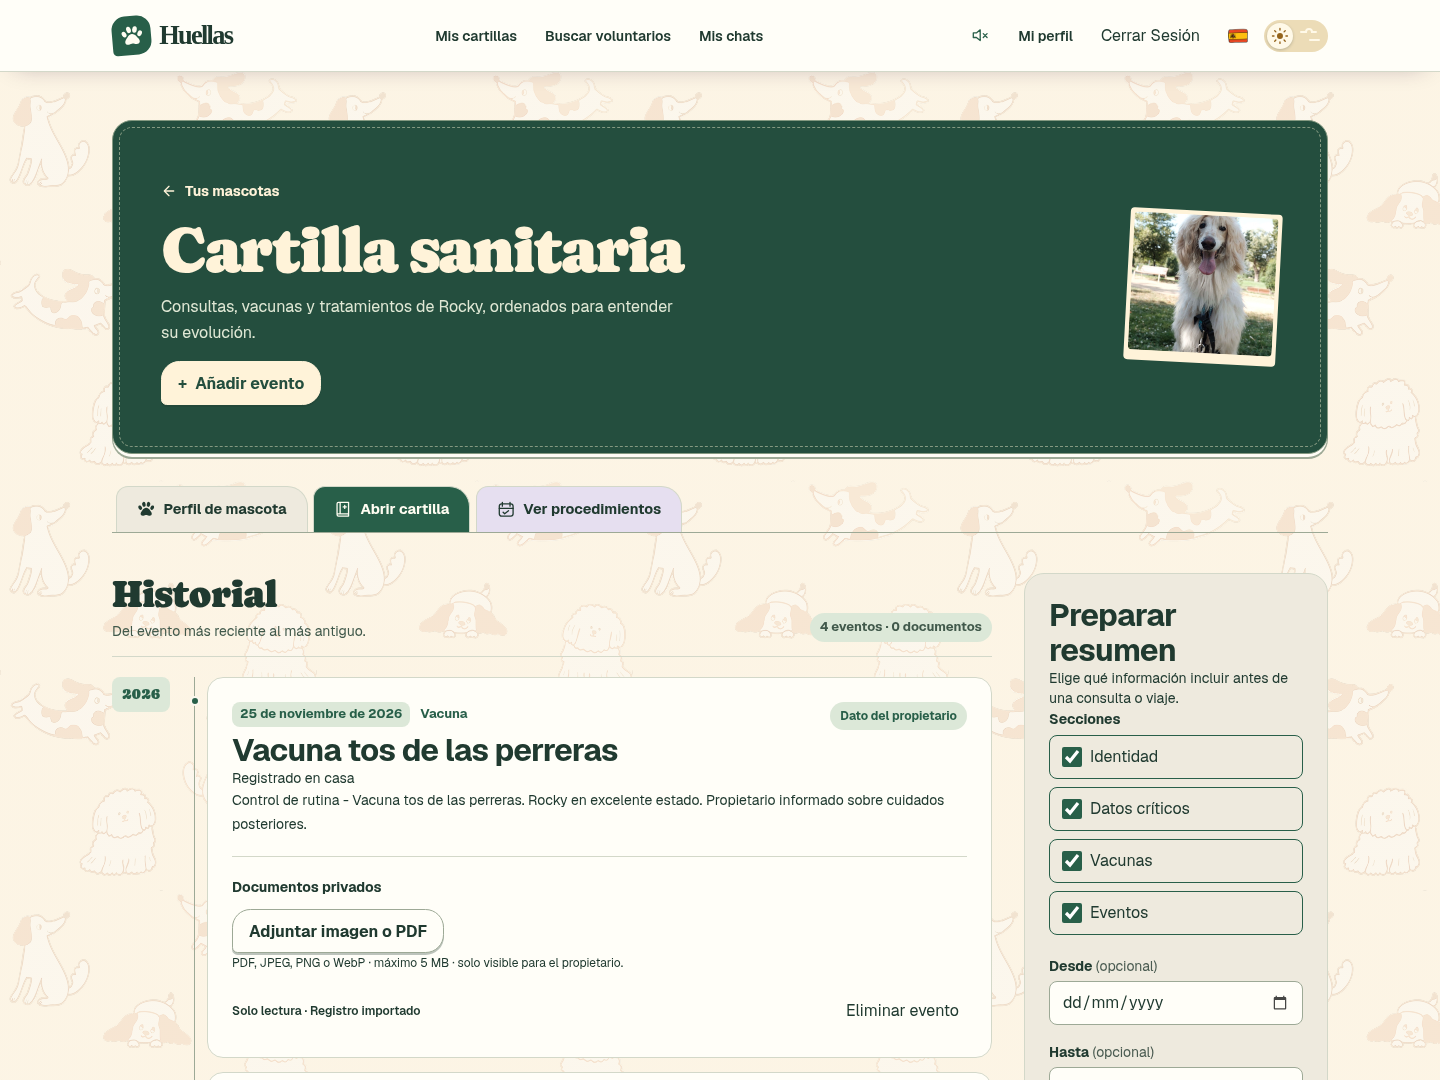 Huellas
Mis cartillas
Buscar voluntarios
Mis chats
Mi perfil
Cerrar Sesión
Tus mascotas
Cartilla sanitaria
Consultas, vacunas y tratamientos de Rocky, ordenados para entender
su evolución.
+ Añadir evento
Perfil de mascota
Abrir cartilla
Ver procedimientos
Historial
Del evento más reciente al más antiguo.
4 eventos · 0 documentos
2026
25 de noviembre de 2026
Vacuna
Dato del propietario
Vacuna tos de las perreras
Registrado en casa
Control de rutina - Vacuna tos de las perreras. Rocky en excelente estado. Propietario informado sobre cuidados
posteriores.
Documentos privados
Adjuntar imagen o PDF
PDF, JPEG, PNG o WebP · máximo 5 MB · solo visible para el propietario.
Solo lectura · Registro importado
Eliminar evento
Preparar
resumen
Elige qué información incluir antes de
una consulta o viaje.
Secciones
Identidad
Datos críticos
Vacunas
Eventos
Desde (opcional)
dd/mm/yyyy
Hasta (opcional)